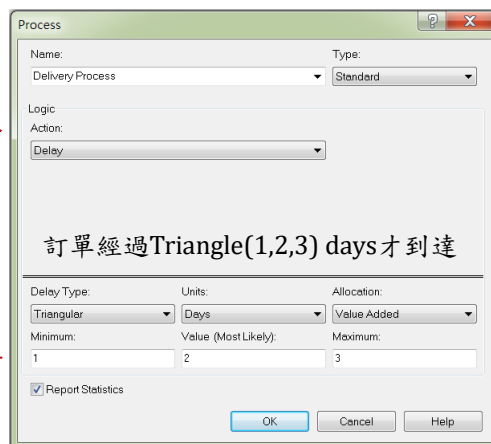 Process
Name:
Type:
Delivery Process
Standard
Logic
Action:
Delay
訂單經過Triangle(1,2,3) days才到達
Delay Type:
Units:
Allocation:
Triangular
Days
Value Added
Minimum:
Value (Most Likely):
Maximum:
1
2
3
Report Statistics
OK
Cancel
Help